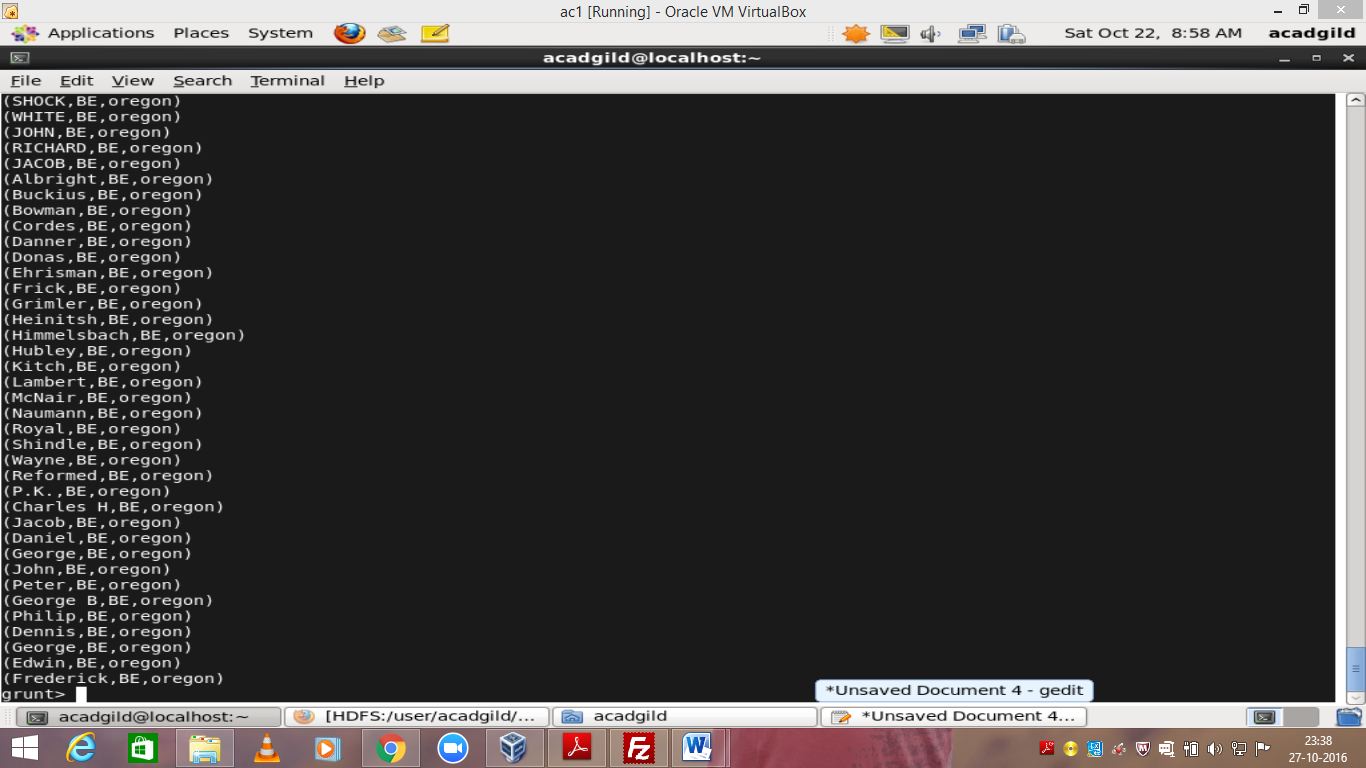 ac1 [Running] - Oracle VM VirtualBox
Applications Places System Sat Oct 22, 8:58 AM acadgild
acadgild@localhost:~
File Edit View Search Terminal Help
(SHOCK,BE,oregon)
(WHITE,BE,oregon)
(JOHN,BE,oregon)
(RICHARD,BE,oregon)
(JACOB,BE,oregon)
(Albright,BE,oregon)
(Buckius,BE,oregon)
(Bowman,BE,oregon)
(Cordes,BE,oregon)
(Danner,BE,oregon)
(Donas,BE,oregon)
(Ehrisman,BE,oregon)
(Frick,BE,oregon)
(Grimler,BE,oregon)
(Heinitsh,BE,oregon)
(Himmelsbach,BE,oregon)
(Hubley,BE,oregon)
(Kitch,BE,oregon)
(Lambert,BE,oregon)
(McNair,BE,oregon)
(Naumann,BE,oregon)
(Royal,BE,oregon)
(Shindle,BE,oregon)
(Wayne,BE,oregon)
(Reformed,BE,oregon)
(P.K.,BE,oregon)
(Charles H,BE,oregon)
(Jacob,BE,oregon)
(Daniel,BE,oregon)
(George,BE,oregon)
(John,BE,oregon)
(Peter,BE,oregon)
(George B,BE,oregon)
(Philip,BE,oregon)
(Dennis,BE,oregon)
(George,BE,oregon)
(Edwin,BE,oregon)
(Frederick,BE,oregon)
grunt>
*Unsaved Document 4 - gedit
acadgild@localhost:~ [HDFS:/user/acadgild/... acadgild *Unsaved Document 4...
23:38
27-10-2016